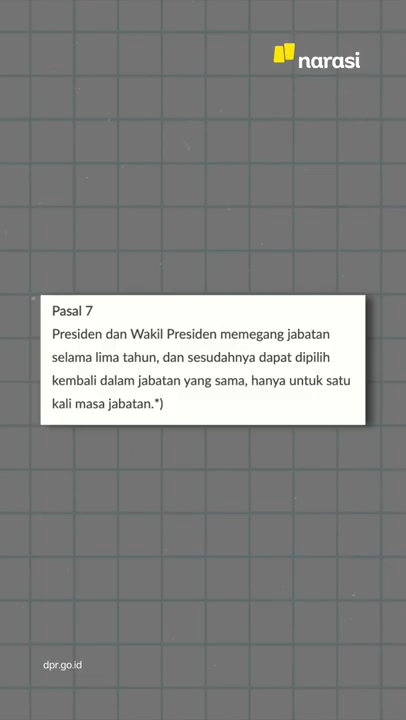 narasi
Pasal 7
Presiden dan Wakil Presiden memegang jabatan
selama lima tahun, dan sesudahnya dapat dipilih
kembali dalam jabatan yang sama, hanya untuk satu
kali masa jabatan.*)
dpr.go.id